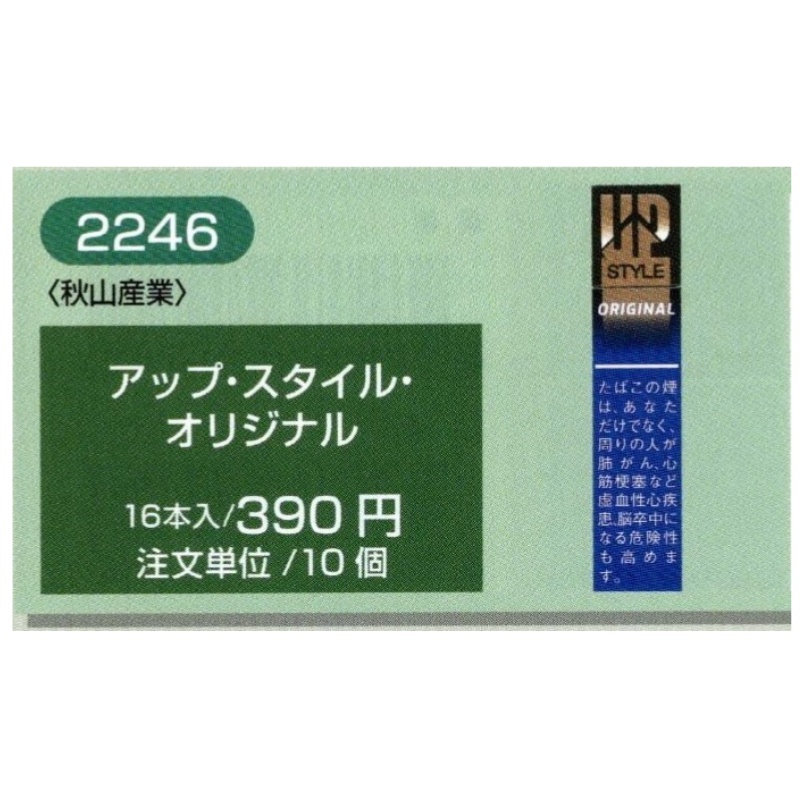 2246
〈秋山産業〉
アップ・スタイル・
オリジナル
16本入/390円
注文単位/10個
UP
STYLE
ORIGINAL
たばこの煙
は、あなた
だけでなく、
周りの人が
肺がん、心
筋梗塞など
虚血性心疾
患、脳卒中に
なる危険性
も高めま
す。